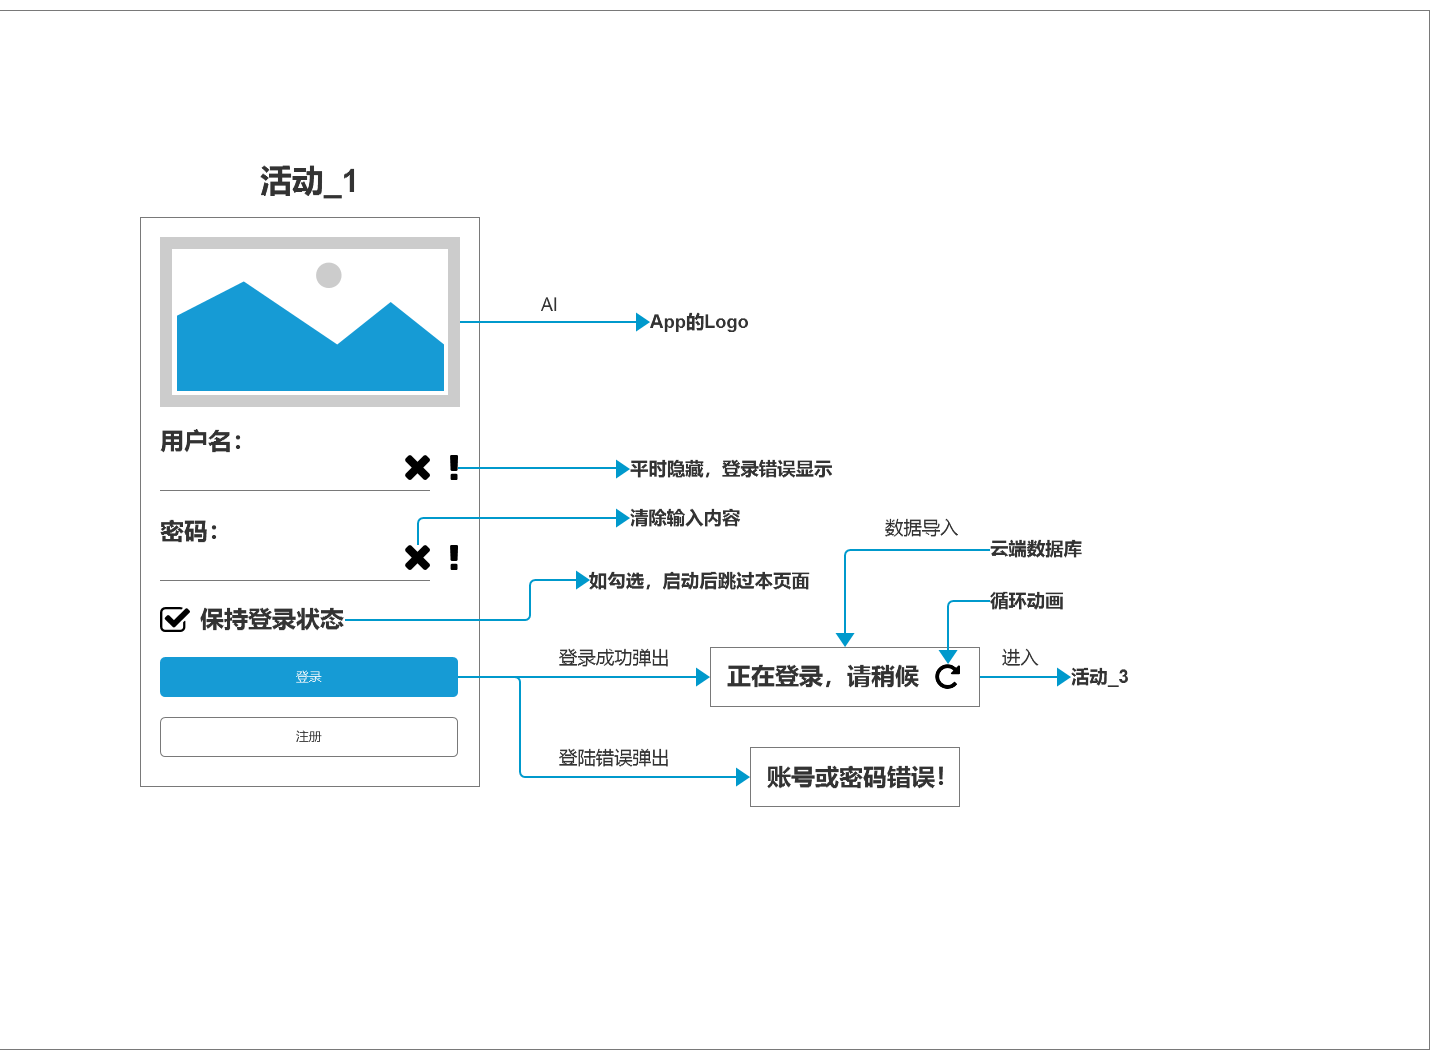 活动_1
AI
App的Logo
用户名：
平时隐藏，登录错误显示
清除输入内容
密码：
数据导入
云端数据库
如勾选，启动后跳过本页面
循环动画
保持登录状态
登录
登录成功弹出
正在登录，请稍候
进入
活动_3
注册
登陆错误弹出
账号或密码错误！